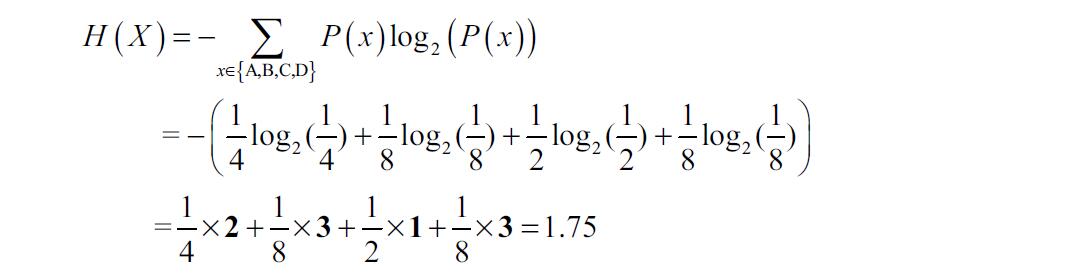 H(X) = − ∑_{x∈{A,B,C,D}} P(x)log₂(P(x))
= −(1/4 log₂(1/4) + 1/8 log₂(1/8) + 1/2 log₂(1/2) + 1/8 log₂(1/8))
= 1/4 × 2 + 1/8 × 3 + 1/2 × 1 + 1/8 × 3 = 1.75